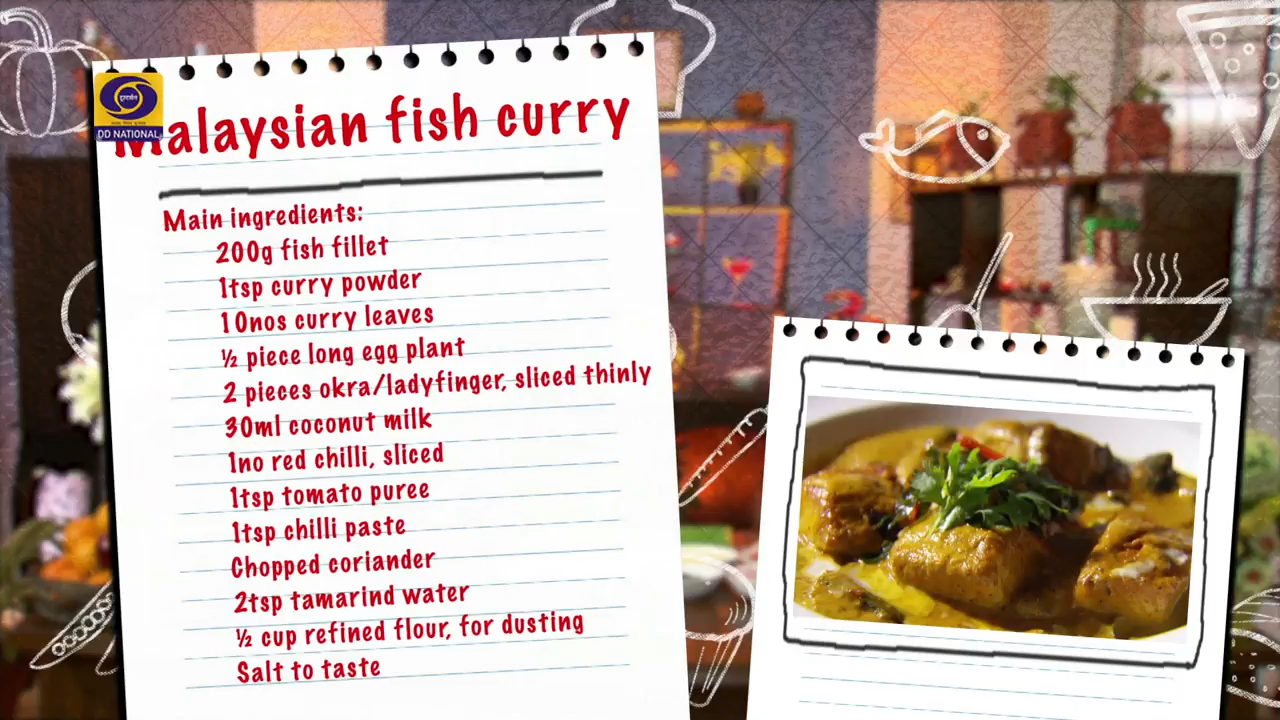 Malaysian fish curry
दूरदर्शन
DD NATIONAL
Main ingredients:
200g fish fillet
1tsp curry powder
10nos curry leaves
½ piece long egg plant
2 pieces okra/ladyfinger, sliced thinly
30ml coconut milk
1no red chilli, sliced
1tsp tomato puree
1tsp chilli paste
Chopped coriander
2tsp tamarind water
½ cup refined flour, for dusting
Salt to taste